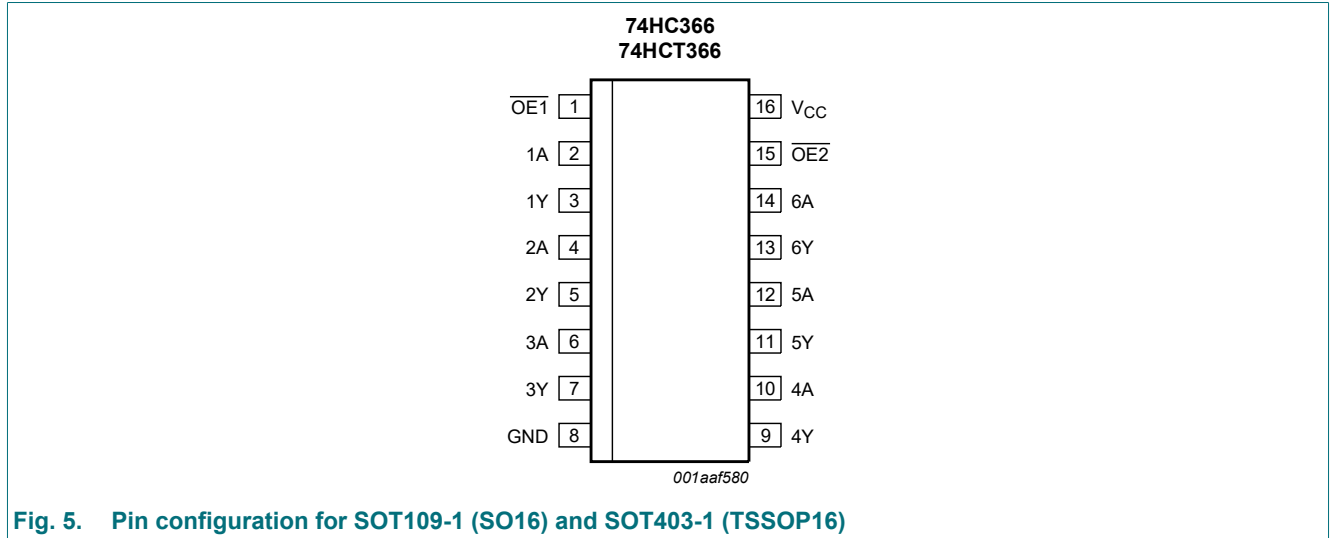 74HC366
74HCT366
O̅E̅1̅ 1 16 VCC
1A 2 15 O̅E̅2̅
1Y 3 14 6A
2A 4 13 6Y
2Y 5 12 5A
3A 6 11 5Y
3Y 7 10 4A
GND 8 9 4Y
001aaf580
Fig. 5. Pin configuration for SOT109-1 (SO16) and SOT403-1 (TSSOP16)